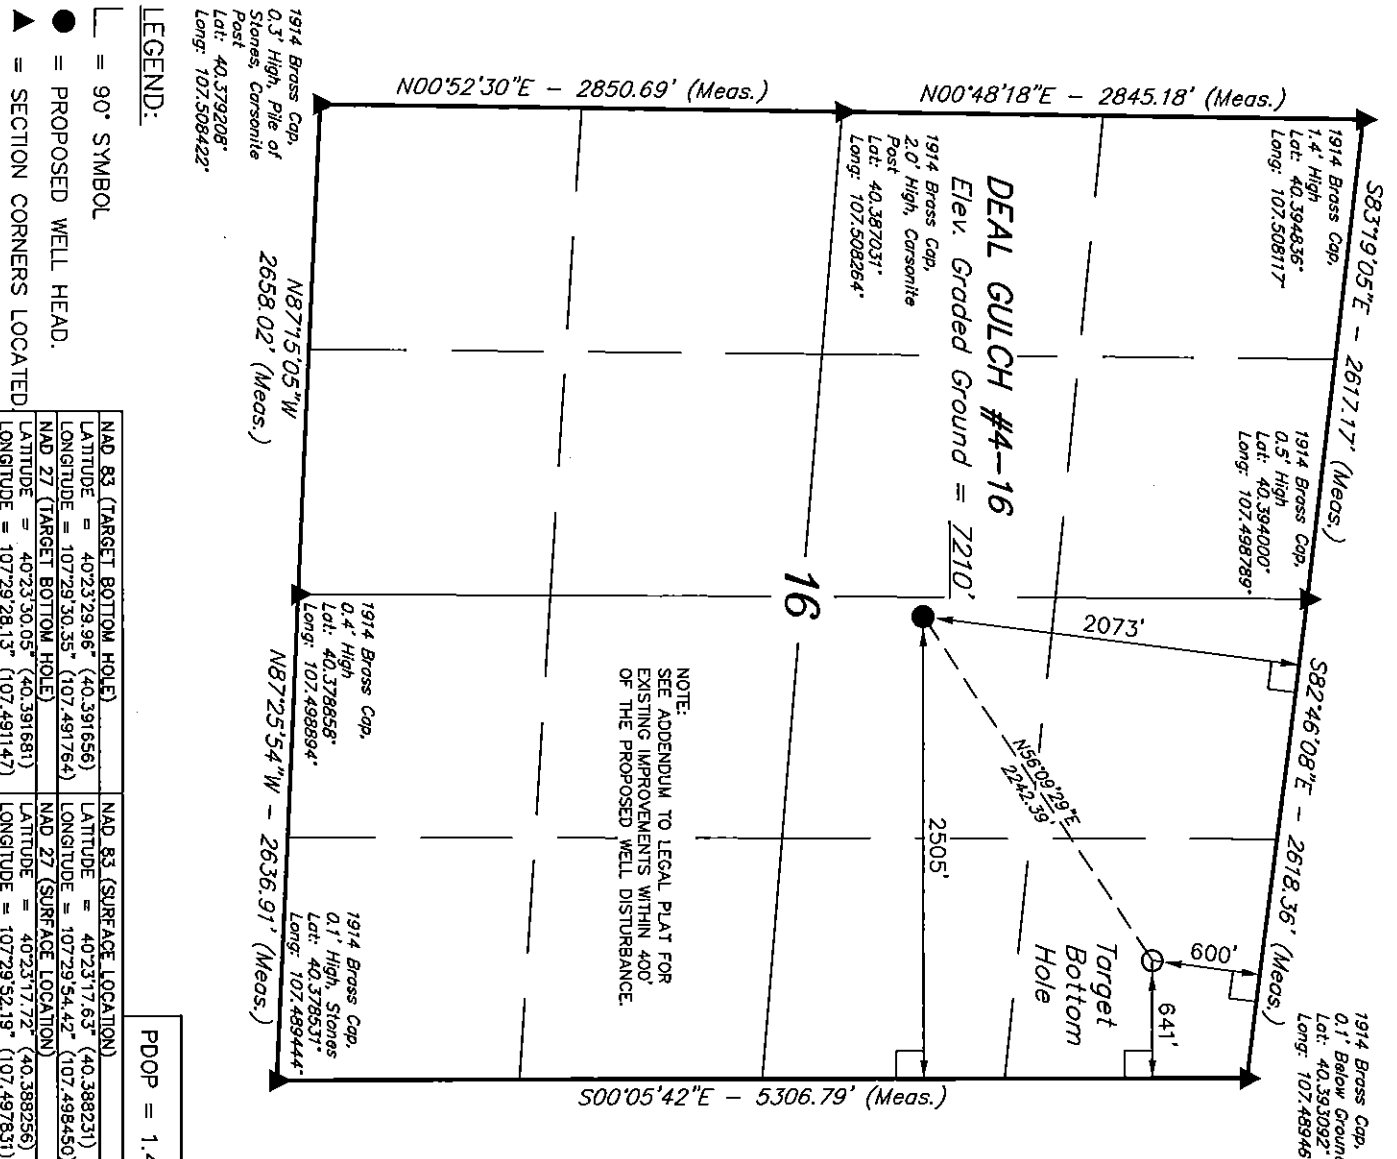 S83°19'05"E - 2617.17' (Meas.)
S82°46'08"E - 2618.36' (Meas.)
1914 Brass Cap,
1.4' High
Lat: 40.394836°
Long: 107.508117°
1914 Brass Cap,
0.5' High
Lat: 40.394000°
Long: 107.498789°
1914 Brass Cap,
0.1' Below Ground
Lat: 40.393092°
Long: 107.48946
N00°48'18"E - 2845.18' (Meas.)
N00°52'30"E - 2850.69' (Meas.)
DEAL GULCH #4-16
Elev. Graded Ground = 7210'
1914 Brass Cap,
2.0' High, Carsonite
Post
Lat: 40.387031°
Long: 107.508264°
2073'
600'
641'
Target
Bottom
Hole
N56°09'29"E
2242.39'
2505'
16
NOTE:
SEE ADDENDUM TO LEGAL PLAT FOR
EXISTING IMPROVEMENTS WITHIN 400'
OF THE PROPOSED WELL DISTURBANCE.
S00°05'42"E - 5306.79' (Meas.)
1914 Brass Cap,
0.3' High, Pile of
Stones, Carsonite
Post
Lat: 40.379208°
Long: 107.508422°
1914 Brass Cap,
0.4' High
Lat: 40.378858°
Long: 107.498894°
1914 Brass Cap,
0.1' High, Stones
Lat: 40.378531°
Long: 107.489444°
N87°15'05"W
2658.02' (Meas.)
N87°25'54"W - 2636.91' (Meas.)
LEGEND:
= 90° SYMBOL
= PROPOSED WELL HEAD.
= SECTION CORNERS LOCATED.
NAD 83 (TARGET BOTTOM HOLE)
LATITUDE = 40°23'29.96" (40.391656)
LONGITUDE = 107°29'30.35" (107.491764)
NAD 27 (TARGET BOTTOM HOLE)
LATITUDE = 40°23'30.05" (40.391681)
LONGITUDE = 107°29'28.13" (107.491147)
NAD 83 (SURFACE LOCATION)
LATITUDE = 40°23'17.63" (40.388231)
LONGITUDE = 107°29'54.42" (107.498450)
NAD 27 (SURFACE LOCATION)
LATITUDE = 40°23'17.72" (40.388256)
LONGITUDE = 107°29'52.19" (107.497831)
PDOP = 1.4